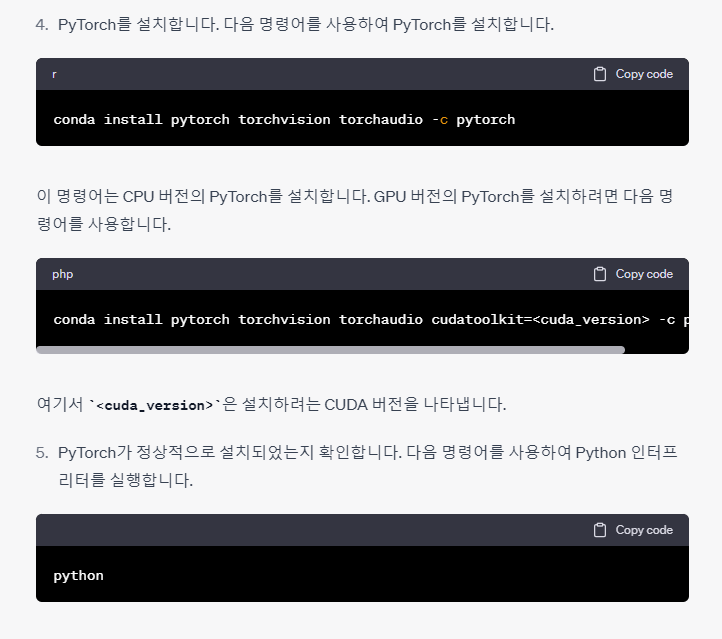 4. PyTorch를 설치합니다. 다음 명령어를 사용하여 PyTorch를 설치합니다.
r
Copy code
conda install pytorch torchvision torchaudio -c pytorch
이 명령어는 CPU 버전의 PyTorch를 설치합니다. GPU 버전의 PyTorch를 설치하려면 다음 명
령어를 사용합니다.
php
Copy code
conda install pytorch torchvision torchaudio cudatoolkit=<cuda_version> -c p
여기서 `<cuda_version>`은 설치하려는 CUDA 버전을 나타냅니다.
5. PyTorch가 정상적으로 설치되었는지 확인합니다. 다음 명령어를 사용하여 Python 인터프
리터를 실행합니다.
Copy code
python